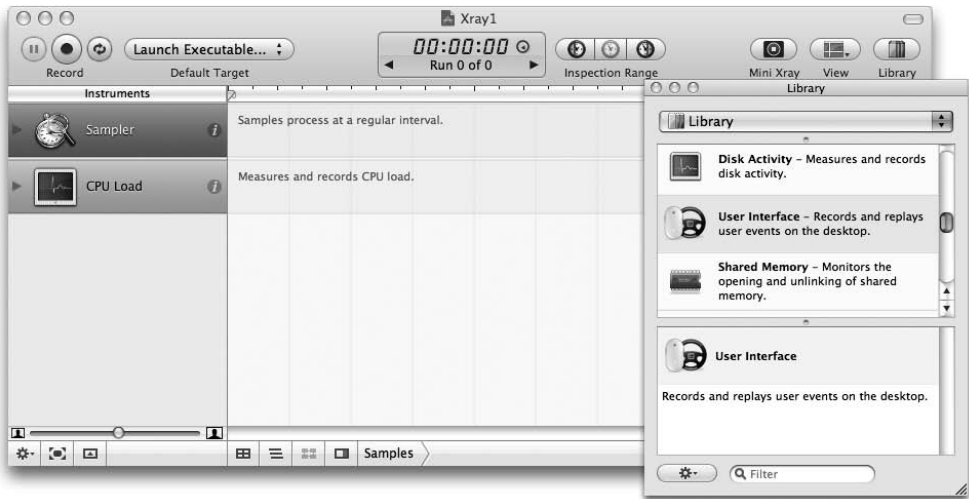 Xray1
Launch Executable...
00:00:00
Run 0 of 0
Record
Default Target
Inspection Range
Mini Xray
View
Library
Instruments
Sampler
Samples process at a regular interval.
CPU Load
Measures and records CPU load.
Samples
Library
Library
Disk Activity – Measures and records
disk activity.
User Interface – Records and replays
user events on the desktop.
Shared Memory – Monitors the
opening and unlinking of shared
memory.
User Interface
Records and replays user events on the desktop.
Filter